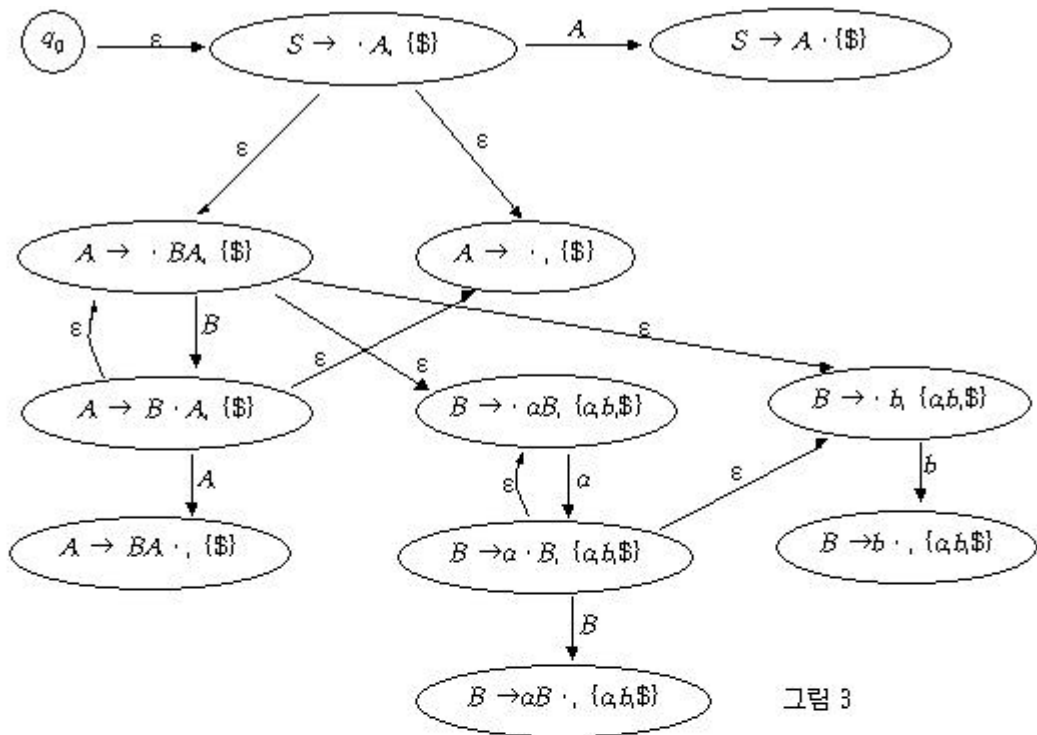 q₀
ε
S → · A, {$}
A
S → A · {$}
ε
ε
A → · BA, {$}
A → · , {$}
ε
B
ε
ε
ε
A → B · A, {$}
B → · aB, {a,b,$}
B → · b, {a,b,$}
A
ε
a
ε
b
A → BA · , {$}
B →a · B, {a,b,$}
B →b · , {a,b,$}
B
B →aB · , {a,b,$}
그림 3